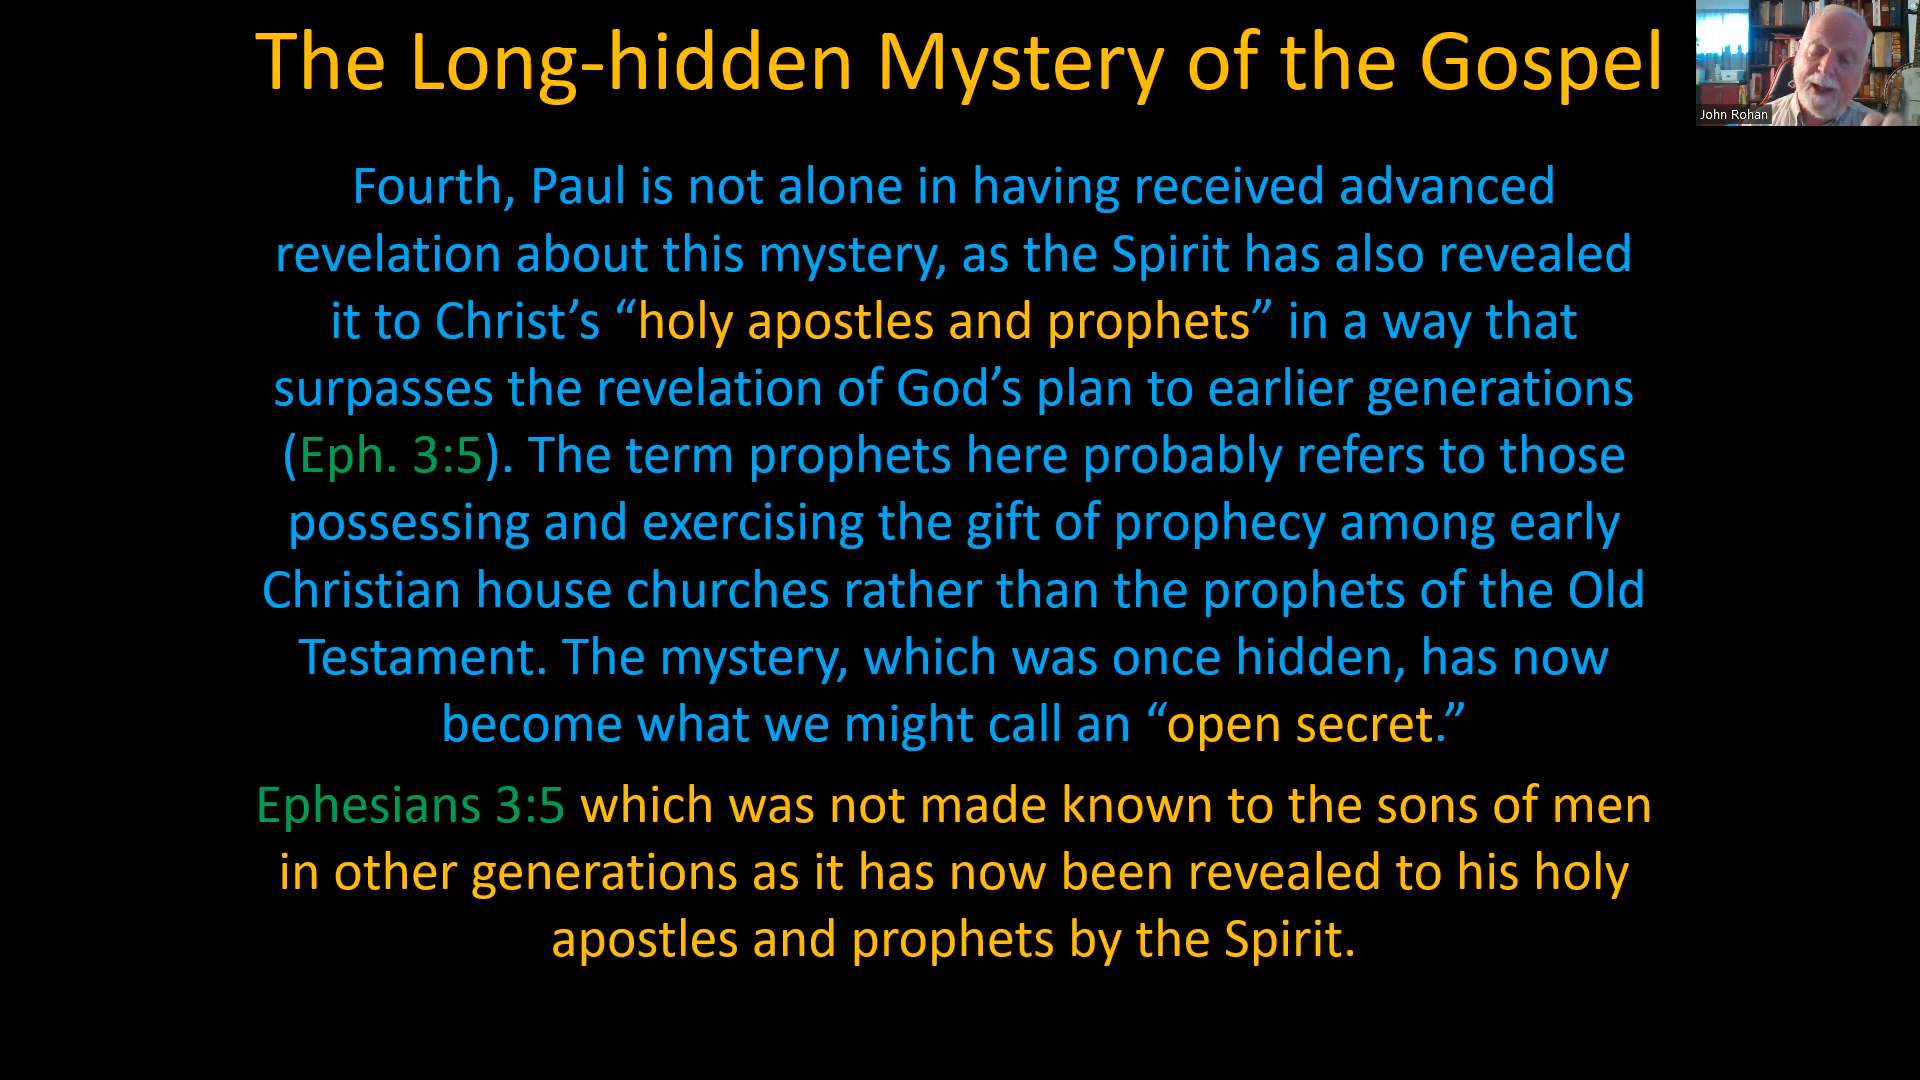 The Long-hidden Mystery of the Gospel
John Rohan
Fourth, Paul is not alone in having received advanced
revelation about this mystery, as the Spirit has also revealed
it to Christ’s “holy apostles and prophets” in a way that
surpasses the revelation of God’s plan to earlier generations
(Eph. 3:5). The term prophets here probably refers to those
possessing and exercising the gift of prophecy among early
Christian house churches rather than the prophets of the Old
Testament. The mystery, which was once hidden, has now
become what we might call an “open secret.”
Ephesians 3:5 which was not made known to the sons of men
in other generations as it has now been revealed to his holy
apostles and prophets by the Spirit.